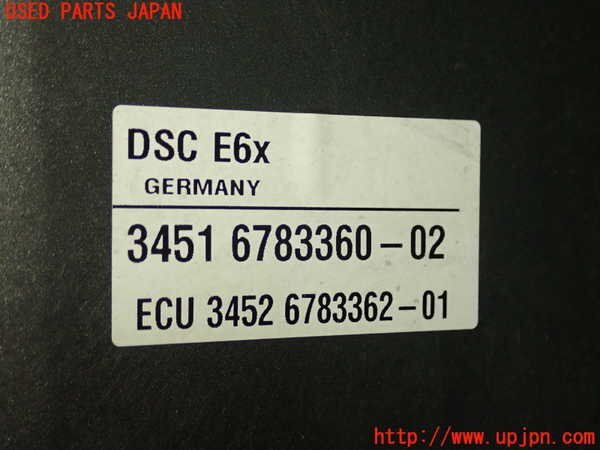 USED PARTS JAPAN
DSC E6x
GERMANY
3451 6783360-02
ECU 3452 6783362-01
http://www.upjpn.com/